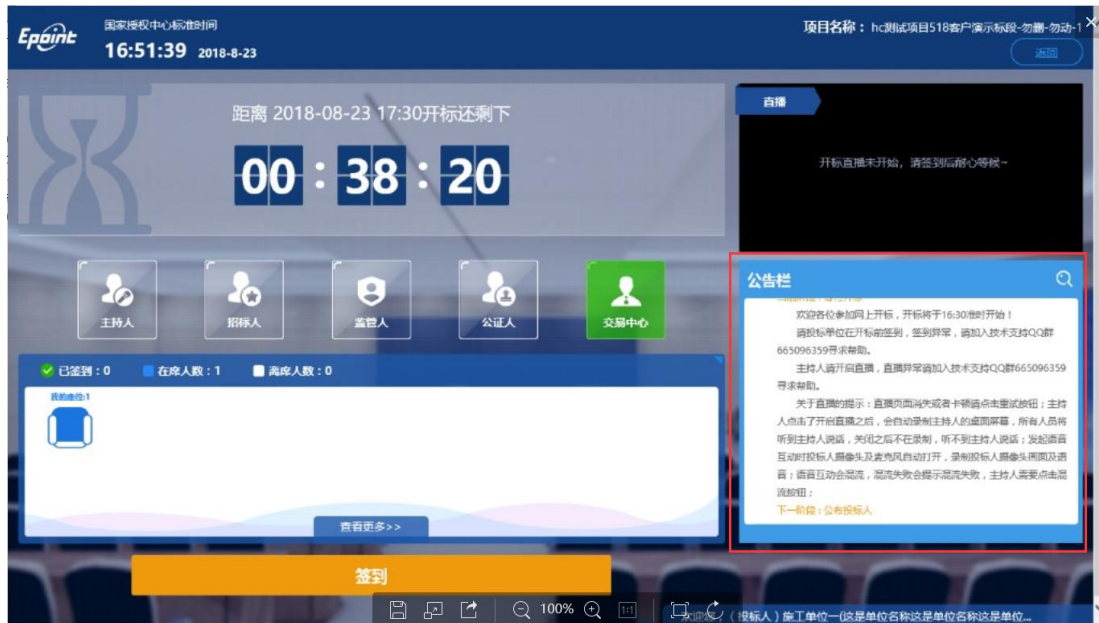 Epoint
国家授权中心标准时间
16:51:39 2018-8-23
项目名称：hc测试项目518客户演示标段-勿删-勿动-1
返回
距离 2018-08-23 17:30开标还剩下
00 : 38 : 20
直播
开标直播未开始，请签到后耐心等候~
主持人
招标人
监管人
公证人
交易中心
公告栏
欢迎各位参加网上开标，开标将于16:30准时开始！
请投标单位在开标前签到，签到异常，请加入技术支持QQ群
665096359寻求帮助。
主持人请开启直播，直播异常请加入技术支持QQ群665096359
寻求帮助。
关于直播的提示：直播页面消失或者卡顿请点击重试按钮；主持
人点击了开启直播之后，会自动录制主持人的桌面屏幕，所有人员将
听到主持人说话，关闭之后不在录制，听不到主持人说话；发起语音
互动时投标人摄像头及麦克风自动打开，录制投标人摄像头画面及语
音；语音互动会混流，混流失败会提示混流失败，主持人需要点击混
流按钮；
下一阶段：公布投标人
已签到：0 在席人数：1 离席人数：0
我的座位:1
查看更多>>
签到
100%
1:1
（投标人）施工单位一(这是单位名称这是单位名称这是单位...